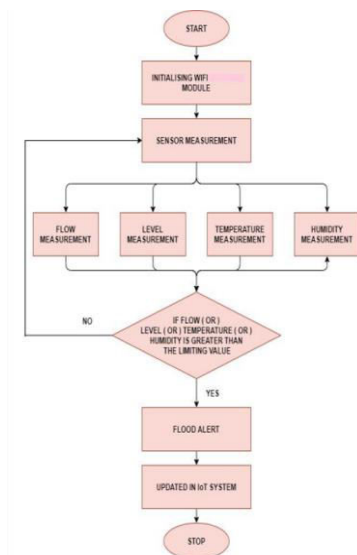 START
INITIALISING WIFI
MODULE
SENSOR MEASUREMENT
FLOW
MEASUREMENT
LEVEL
MEASUREMENT
TEMPERATURE
MEASUREMENT
HUMIDITY
MEASUREMENT
NO
IF FLOW ( OR )
LEVEL ( OR ) TEMPERATURE ( OR )
HUMIDITY IS GREATER THAN
THE LIMITING VALUE
YES
FLOOD ALERT
UPDATED IN IoT SYSTEM
STOP